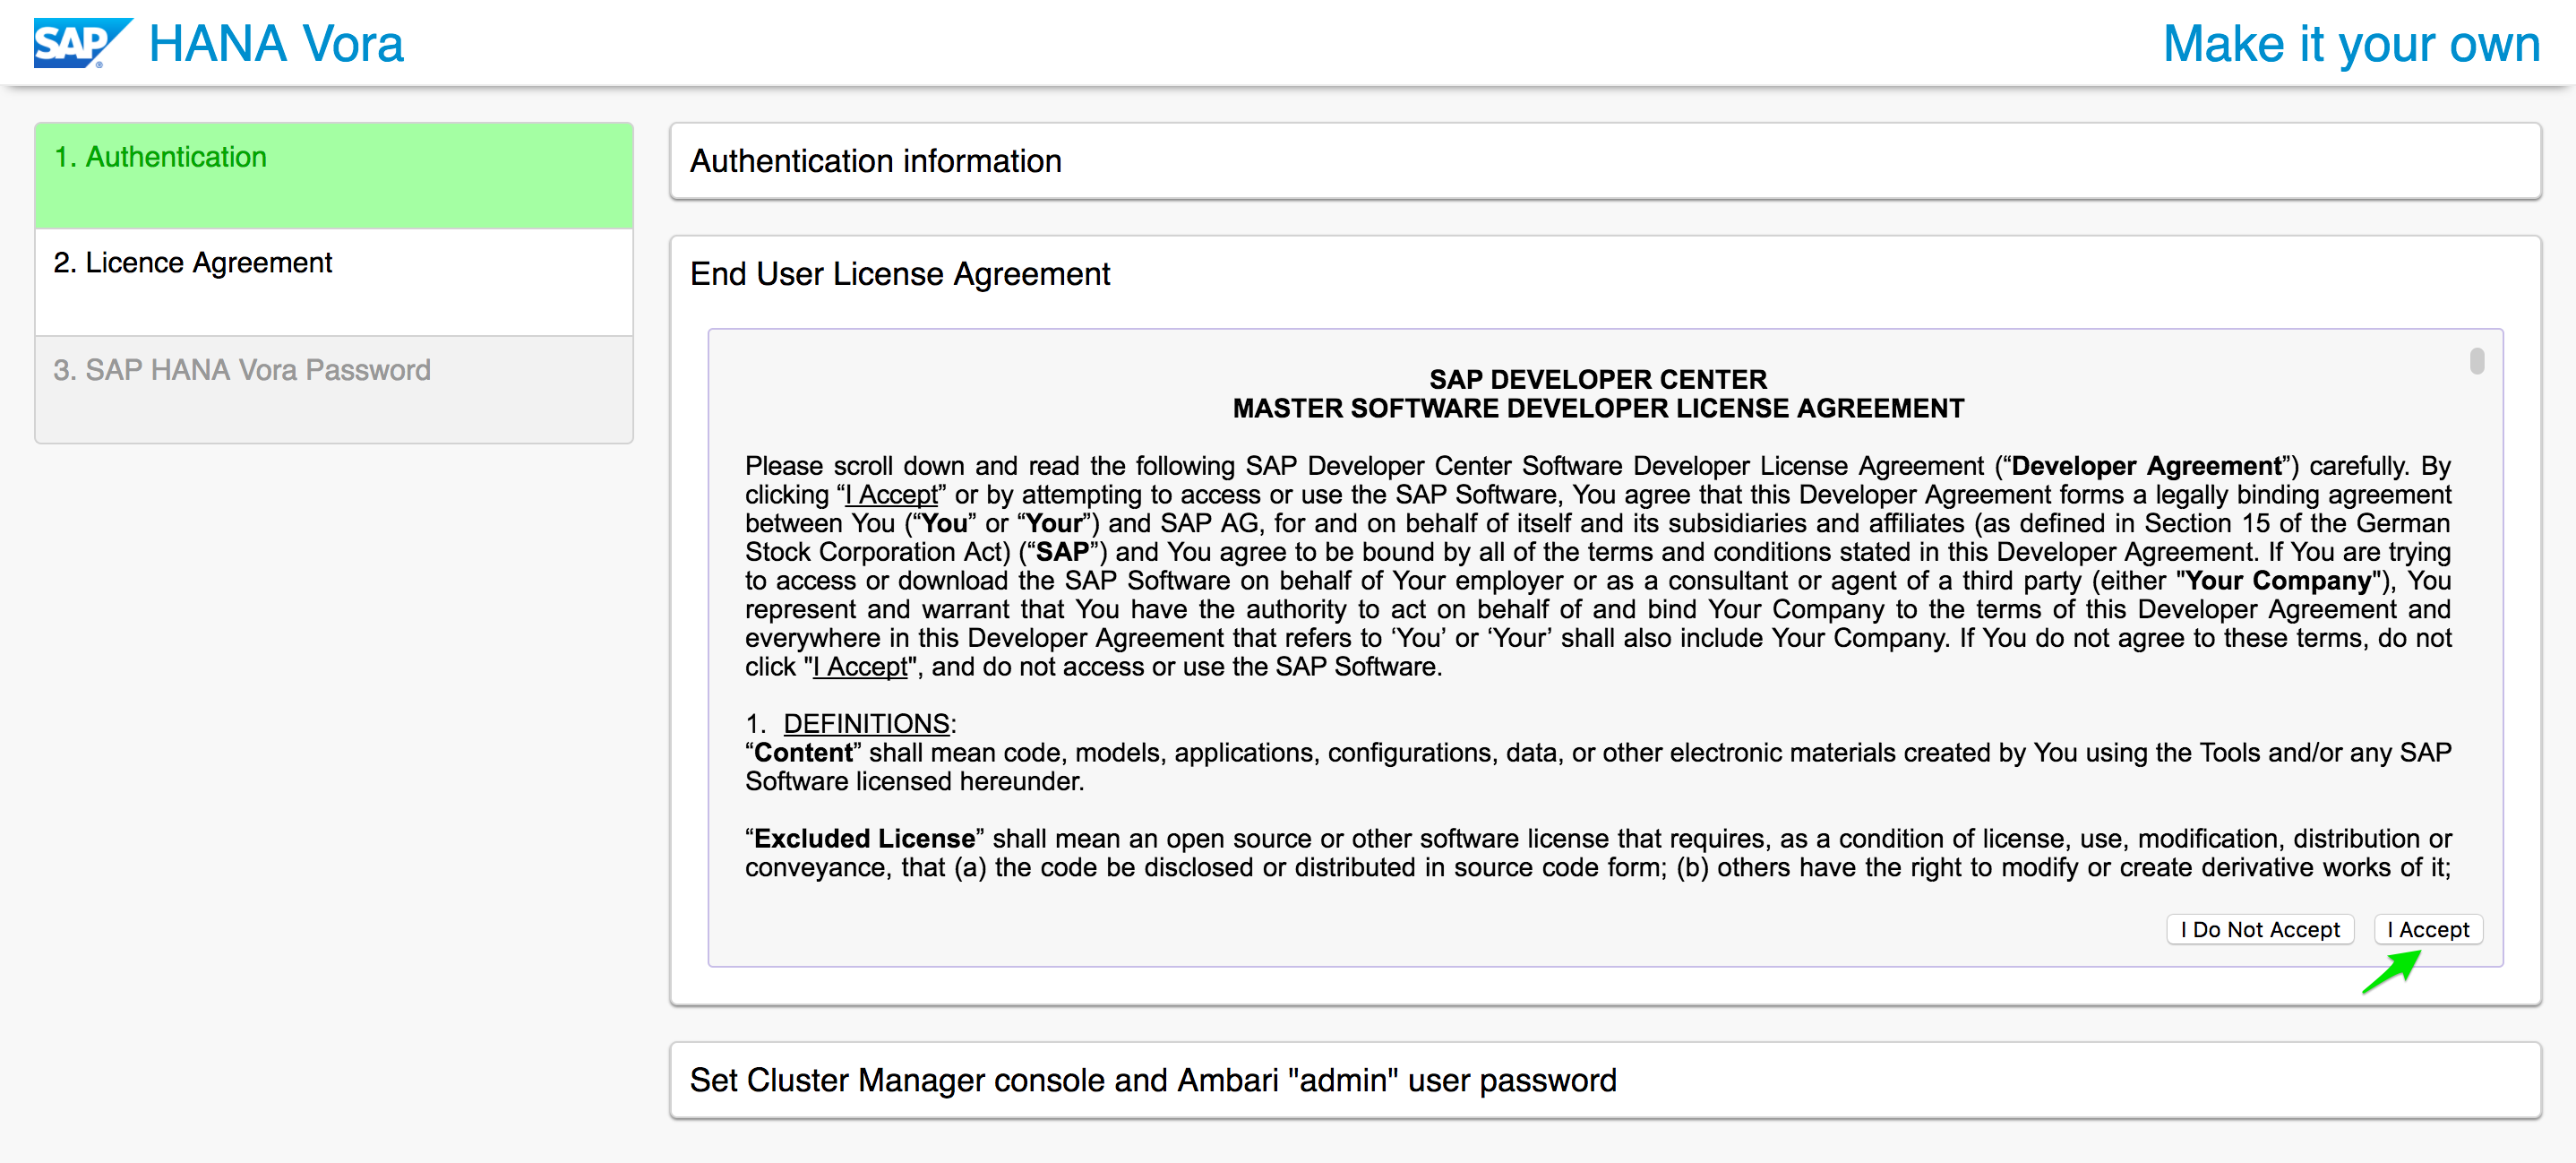 SAP® HANA Vora
Make it your own
1. Authentication
2. Licence Agreement
3. SAP HANA Vora Password
Authentication information
End User License Agreement
SAP DEVELOPER CENTER
MASTER SOFTWARE DEVELOPER LICENSE AGREEMENT
Please scroll down and read the following SAP Developer Center Software Developer License Agreement (“Developer Agreement”) carefully. By
clicking “I Accept” or by attempting to access or use the SAP Software, You agree that this Developer Agreement forms a legally binding agreement
between You (“You” or “Your”) and SAP AG, for and on behalf of itself and its subsidiaries and affiliates (as defined in Section 15 of the German
Stock Corporation Act) (“SAP”) and You agree to be bound by all of the terms and conditions stated in this Developer Agreement. If You are trying
to access or download the SAP Software on behalf of Your employer or as a consultant or agent of a third party (either "Your Company"), You
represent and warrant that You have the authority to act on behalf of and bind Your Company to the terms of this Developer Agreement and
everywhere in this Developer Agreement that refers to ‘You’ or ‘Your’ shall also include Your Company. If You do not agree to these terms, do not
click "I Accept", and do not access or use the SAP Software.
1. DEFINITIONS:
“Content” shall mean code, models, applications, configurations, data, or other electronic materials created by You using the Tools and/or any SAP
Software licensed hereunder.
“Excluded License” shall mean an open source or other software license that requires, as a condition of license, use, modification, distribution or
conveyance, that (a) the code be disclosed or distributed in source code form; (b) others have the right to modify or create derivative works of it;
I Do Not Accept
I Accept
Set Cluster Manager console and Ambari "admin" user password